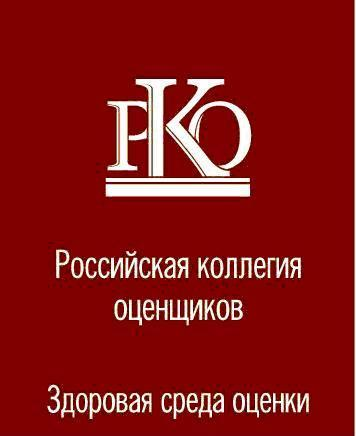 РКО
Российская коллегия
оценщиков
Здоровая среда оценки